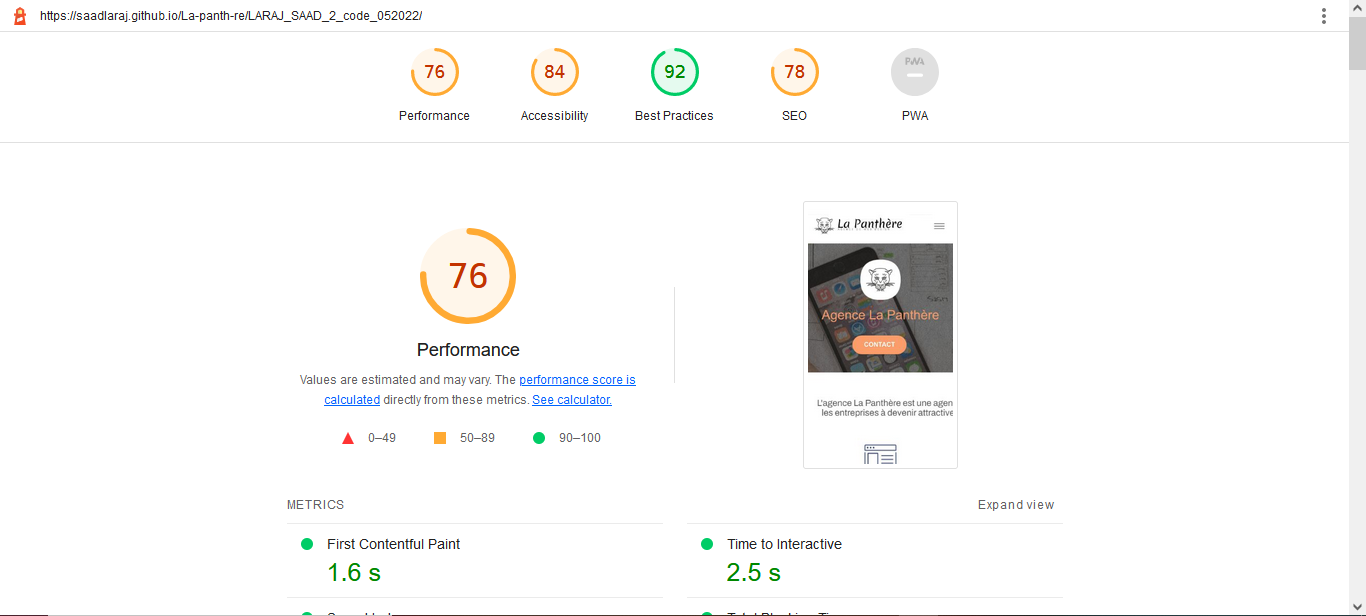 https://saadlaraj.github.io/La-panth-re/LARAJ_SAAD_2_code_052022/
76 84 92 78 PWA
Performance Accessibility Best Practices SEO PWA
La Panthère
Agence La Panthère
CONTACT
L'agence La Panthère est une agen
les entreprises à devenir attractive
76
Performance
Values are estimated and may vary. The performance score is
calculated directly from these metrics. See calculator.
0–49 50–89 90–100
METRICS Expand view
First Contentful Paint Time to Interactive
1.6 s 2.5 s